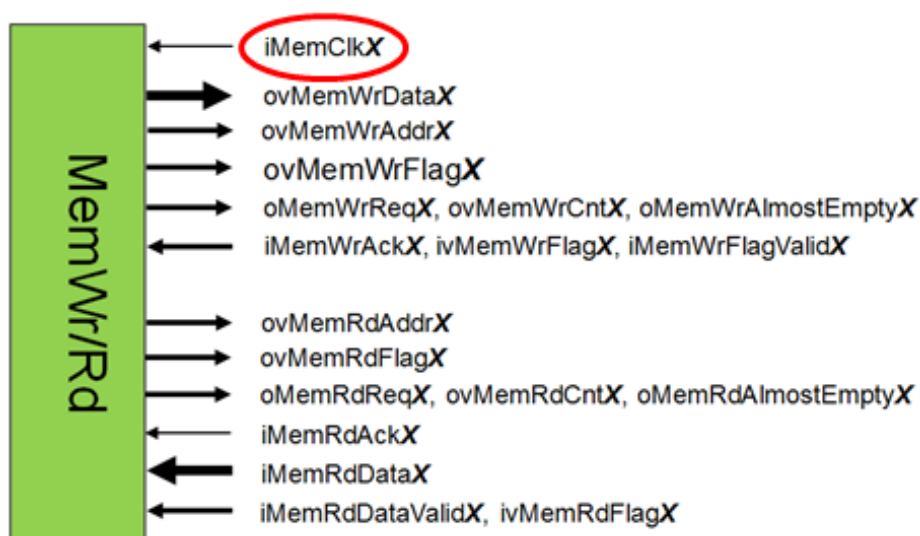 MemWr/Rd
iMemClkX
ovMemWrDataX
ovMemWrAddrX
ovMemWrFlagX
oMemWrReqX, ovMemWrCntX, oMemWrAlmostEmptyX
iMemWrAckX, ivMemWrFlagX, iMemWrFlagValidX
ovMemRdAddrX
ovMemRdFlagX
oMemRdReqX, ovMemRdCntX, oMemRdAlmostEmptyX
iMemRdAckX
iMemRdDataX
iMemRdDataValidX, ivMemRdFlagX